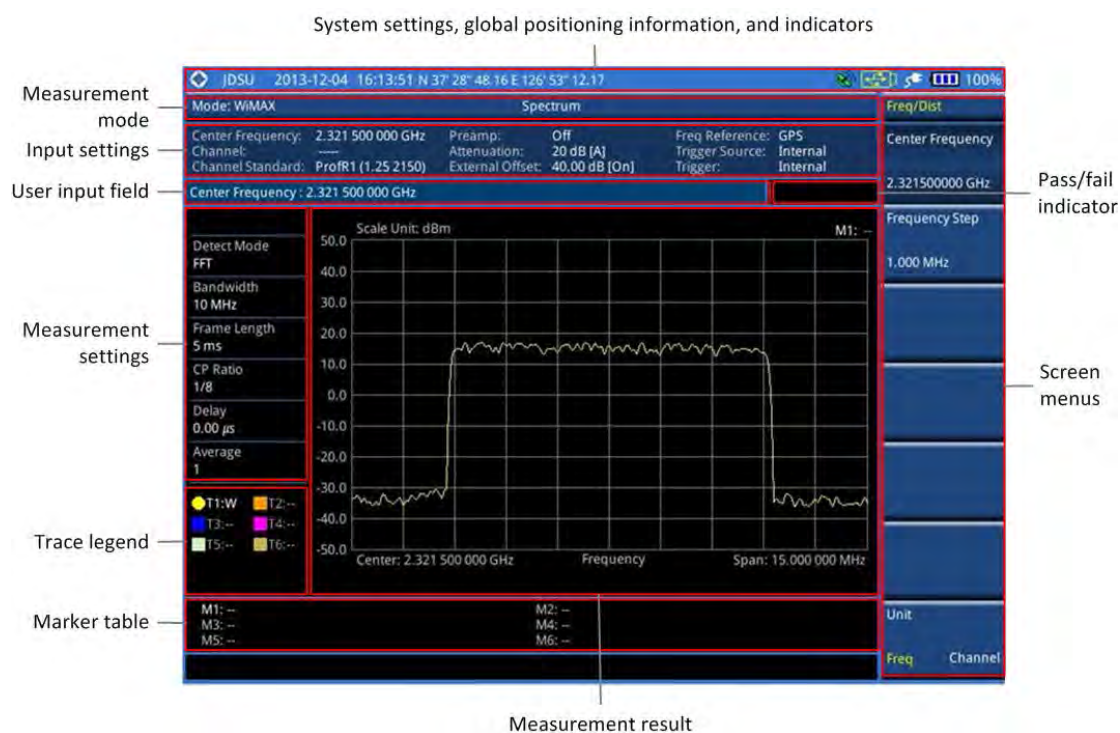 System settings, global positioning information, and indicators
JDSU 2013-12-04 16:13:51 N 37' 28" 48.16 E 126' 53" 12.17
100%
Measurement mode
Mode: WiMAX
Spectrum
Freq/Dist
Input settings
Center Frequency: 2.321 500 000 GHz
Preamp: Off
Freq Reference: GPS
Channel: -----
Attenuation: 20 dB [A]
Trigger Source: Internal
Channel Standard: ProfR1 (1.25 2150)
External Offset: 40.00 dB [On]
Trigger: Internal
Center Frequency
2.321500000 GHz
User input field
Center Frequency : 2.321 500 000 GHz
Pass/fail indicator
Frequency Step
1.000 MHz
Measurement settings
Detect Mode
FFT
Bandwidth
10 MHz
Frame Length
5 ms
CP Ratio
1/8
Delay
0.00 µs
Average
1
Scale Unit: dBm
M1: --
50.0
40.0
30.0
20.0
10.0
0.0
-10.0
-20.0
-30.0
-40.0
-50.0
Center: 2.321 500 000 GHz
Frequency
Span: 15.000 000 MHz
Screen menus
Trace legend
T1:W T2:--
T3:-- T4:--
T5:-- T6:--
Marker table
M1: -- M2: --
M3: -- M4: --
M5: -- M6: --
Unit
Freq Channel
Measurement result